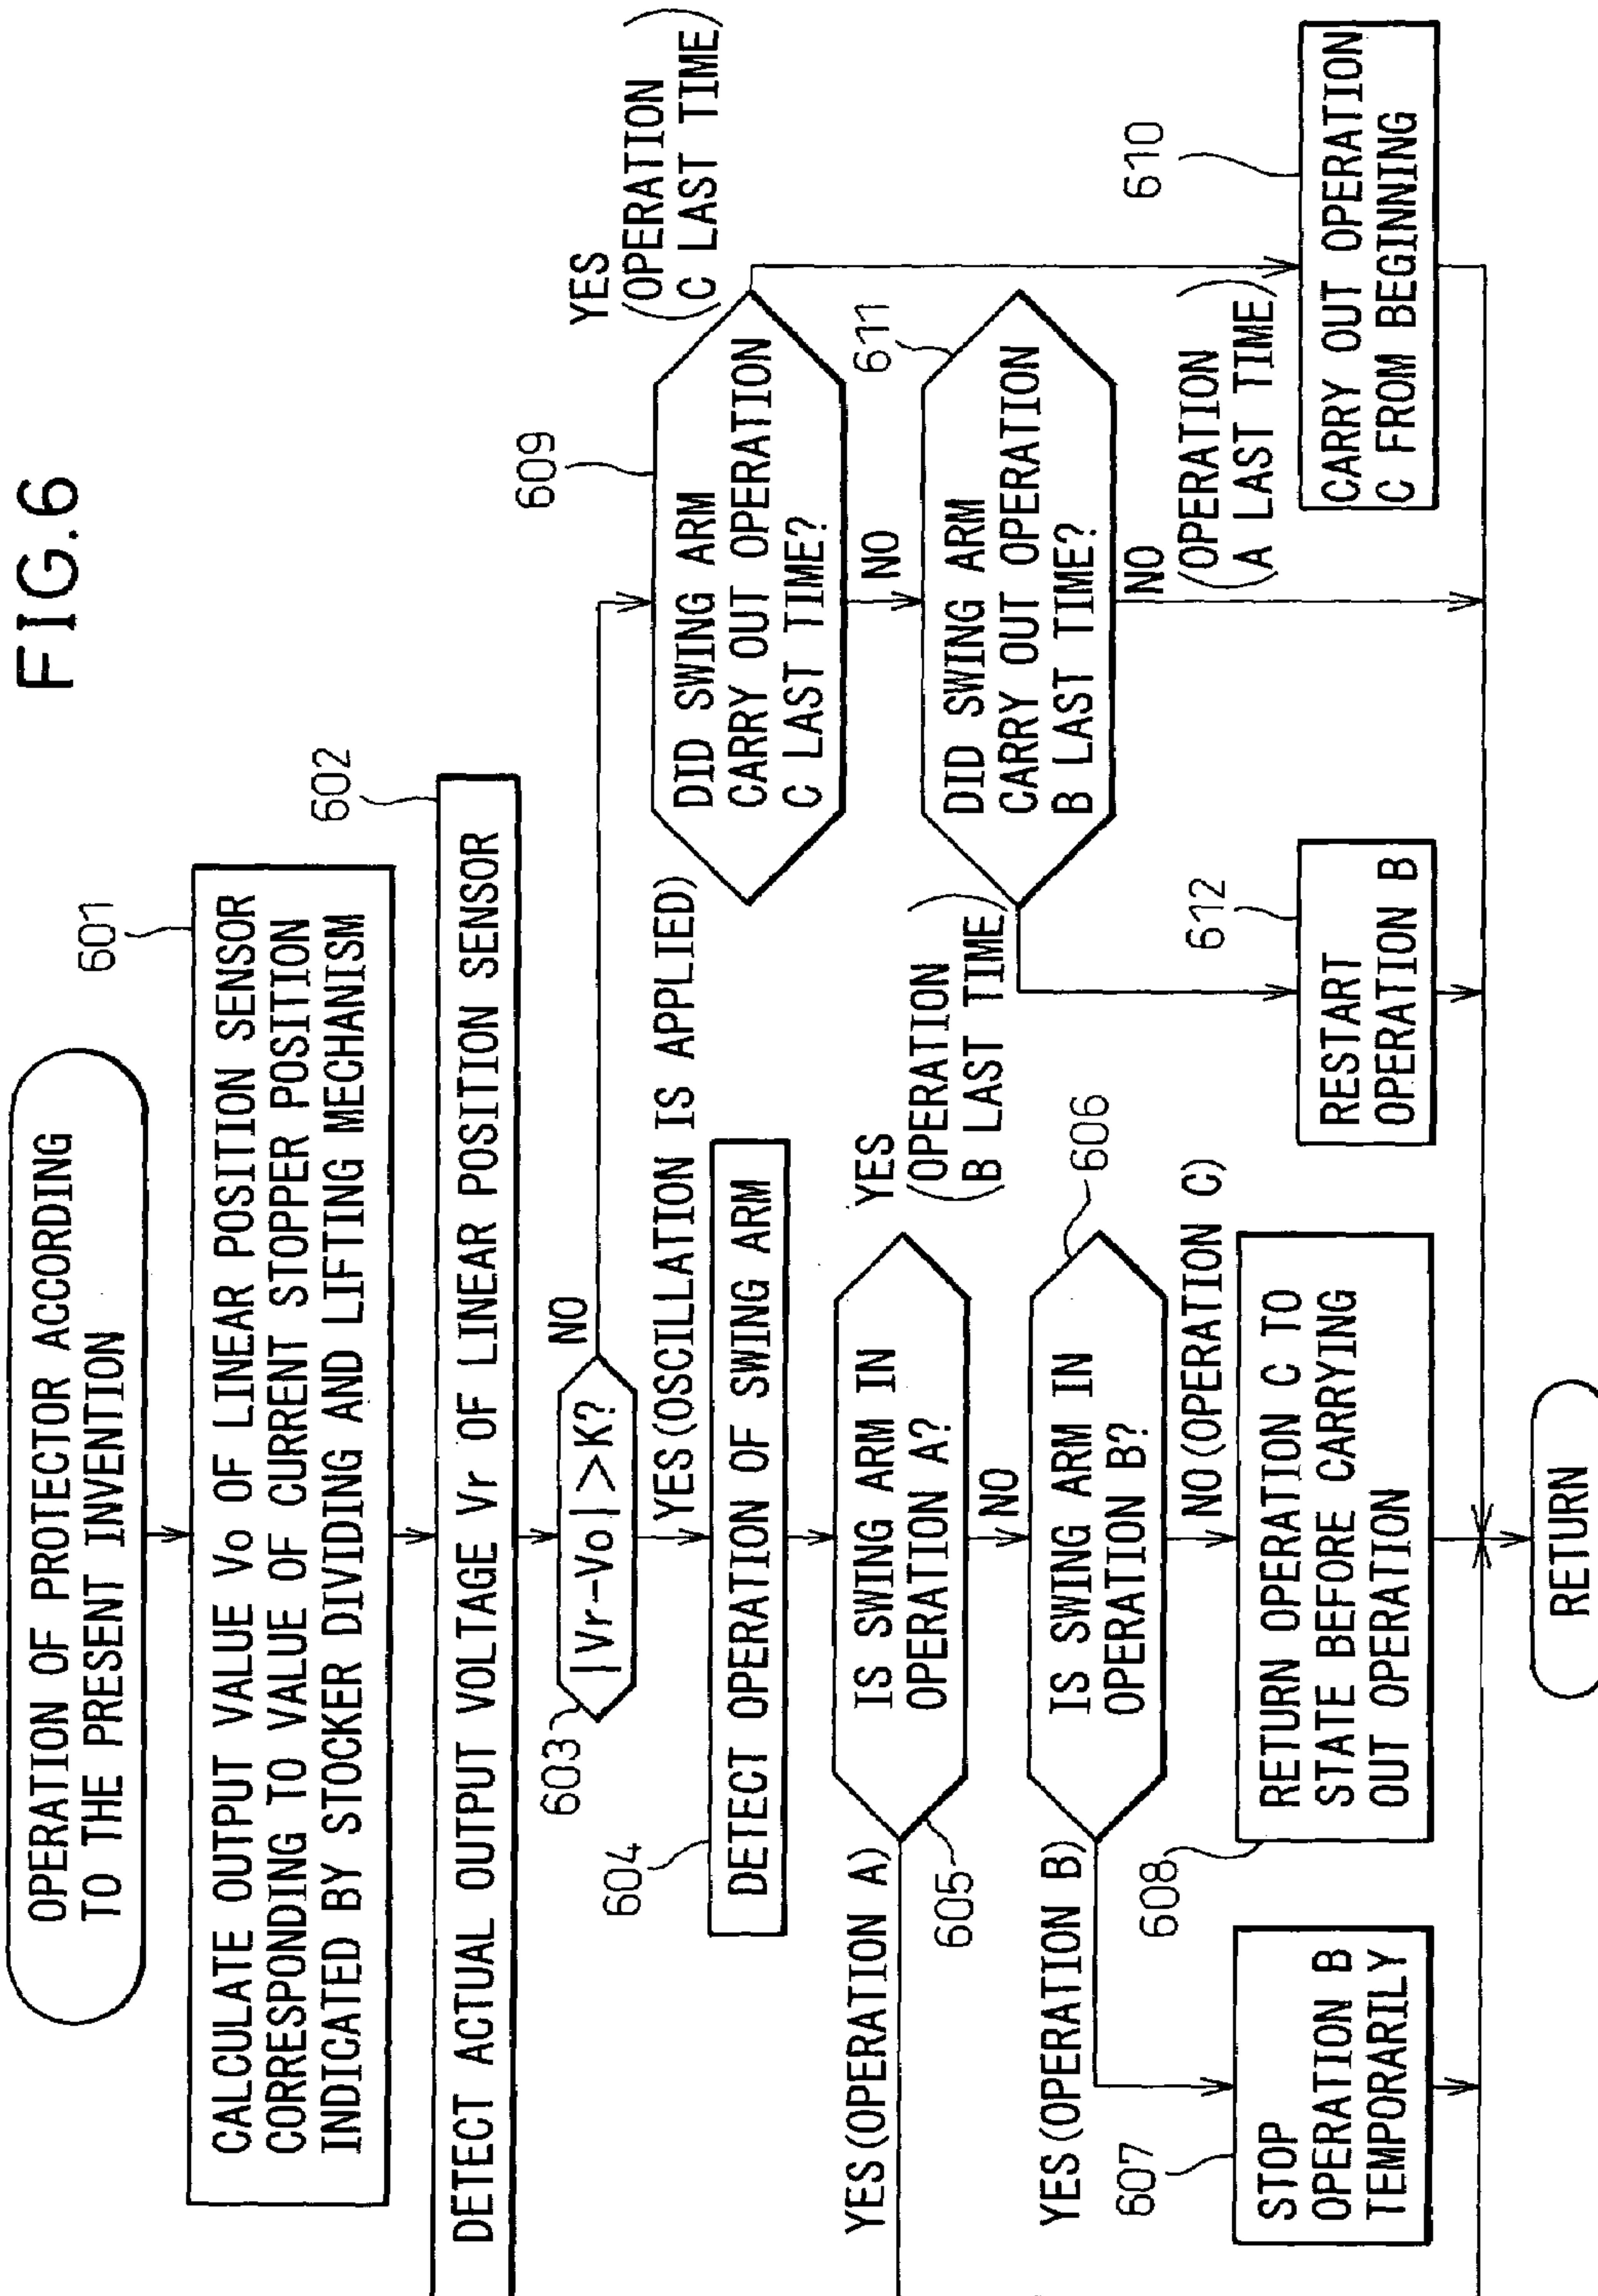 FIG.6
OPERATION OF PROTECTOR ACCORDING
TO THE PRESENT INVENTION
601
CALCULATE OUTPUT VALUE Vo OF LINEAR POSITION SENSOR
CORRESPONDING TO VALUE OF CURRENT STOPPER POSITION
INDICATED BY STOCKER DIVIDING AND LIFTING MECHANISM
602
DETECT ACTUAL OUTPUT VOLTAGE Vr OF LINEAR POSITION SENSOR
603
|Vr-Vo|>K?
NO
YES(OSCILLATION IS APPLIED)
604
DETECT OPERATION OF SWING ARM
IS SWING ARM IN
OPERATION A?
605
YES(OPERATION A)
NO
606
IS SWING ARM IN
OPERATION B?
YES(OPERATION B)
NO(OPERATION C)
607
STOP
OPERATION B
TEMPORARILY
608
RETURN OPERATION C TO
STATE BEFORE CARRYING
OUT OPERATION
609
DID SWING ARM
CARRY OUT OPERATION
C LAST TIME?
YES
(OPERATION
C LAST TIME)
NO
611
DID SWING ARM
CARRY OUT OPERATION
B LAST TIME?
YES
(OPERATION
B LAST TIME)
NO
(OPERATION
A LAST TIME)
612
RESTART
OPERATION B
610
CARRY OUT OPERATION
C FROM BEGINNING
RETURN